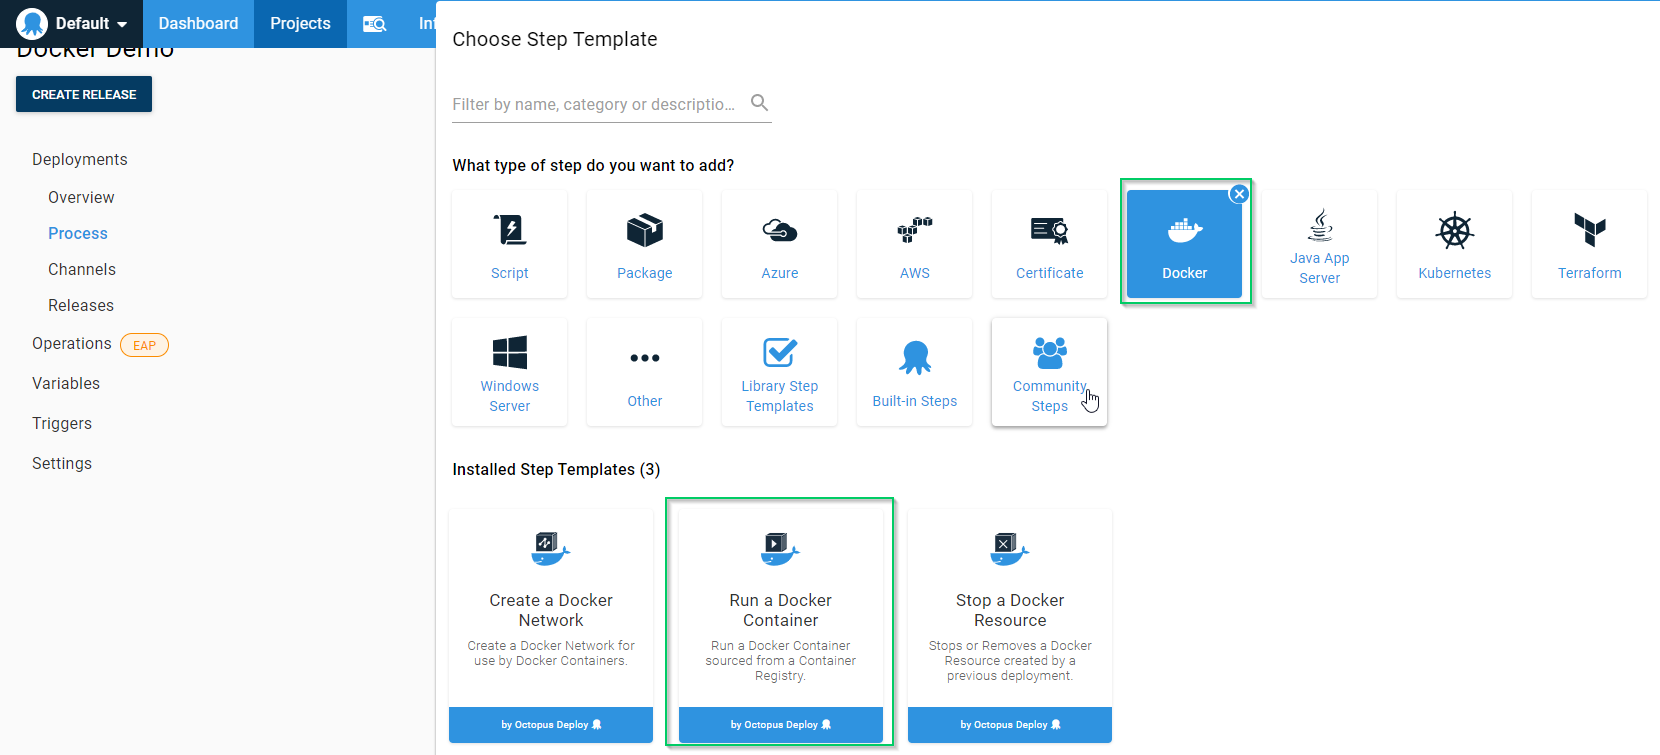 Default
Dashboard
Projects
Docker Demo
CREATE RELEASE
Deployments
Overview
Process
Channels
Releases
Operations EAP
Variables
Triggers
Settings
Choose Step Template
Filter by name, category or descriptio...
What type of step do you want to add?
Script
Package
Azure
AWS
Certificate
Docker
Java App
Server
Kubernetes
Terraform
Windows
Server
Other
Library Step
Templates
Built-in Steps
Community
Steps
Installed Step Templates (3)
Create a Docker
Network
Create a Docker Network for
use by Docker Containers.
by Octopus Deploy
Run a Docker
Container
Run a Docker Container
sourced from a Container
Registry.
by Octopus Deploy
Stop a Docker
Resource
Stops or Removes a Docker
Resource created by a
previous deployment.
by Octopus Deploy